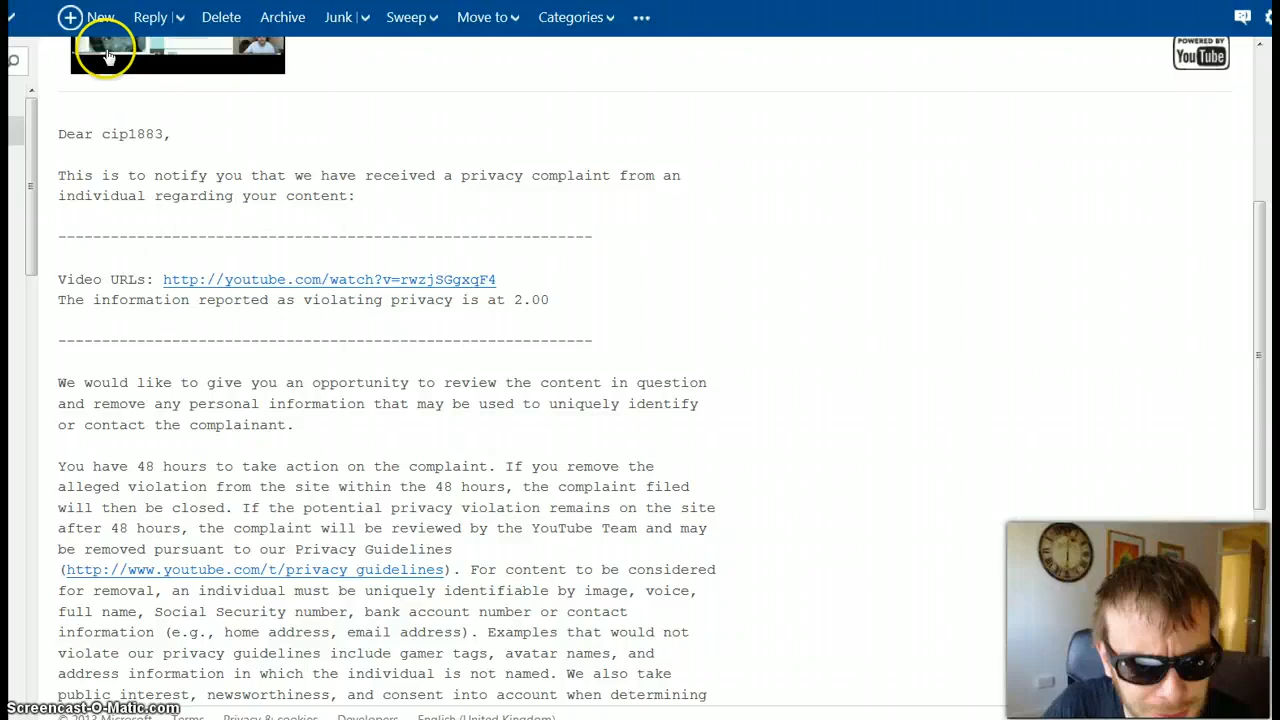 New Reply Delete Archive Junk Sweep Move to Categories
POWERED BY
YouTube
Dear cip1883,
This is to notify you that we have received a privacy complaint from an
individual regarding your content:
-------------------------------------------------------------
Video URLs: http://youtube.com/watch?v=rwzjSGgxqF4
The information reported as violating privacy is at 2.00
-------------------------------------------------------------
We would like to give you an opportunity to review the content in question
and remove any personal information that may be used to uniquely identify
or contact the complainant.
You have 48 hours to take action on the complaint. If you remove the
alleged violation from the site within the 48 hours, the complaint filed
will then be closed. If the potential privacy violation remains on the site
after 48 hours, the complaint will be reviewed by the YouTube Team and may
be removed pursuant to our Privacy Guidelines
(http://www.youtube.com/t/privacy_guidelines). For content to be considered
for removal, an individual must be uniquely identifiable by image, voice,
full name, Social Security number, bank account number or contact
information (e.g., home address, email address). Examples that would not
violate our privacy guidelines include gamer tags, avatar names, and
address information in which the individual is not named. We also take
public interest, newsworthiness, and consent into account when determining
Screencast-O-Matic.com
© 2013 Microsoft Terms Privacy & cookies Developers English (United Kingdom)